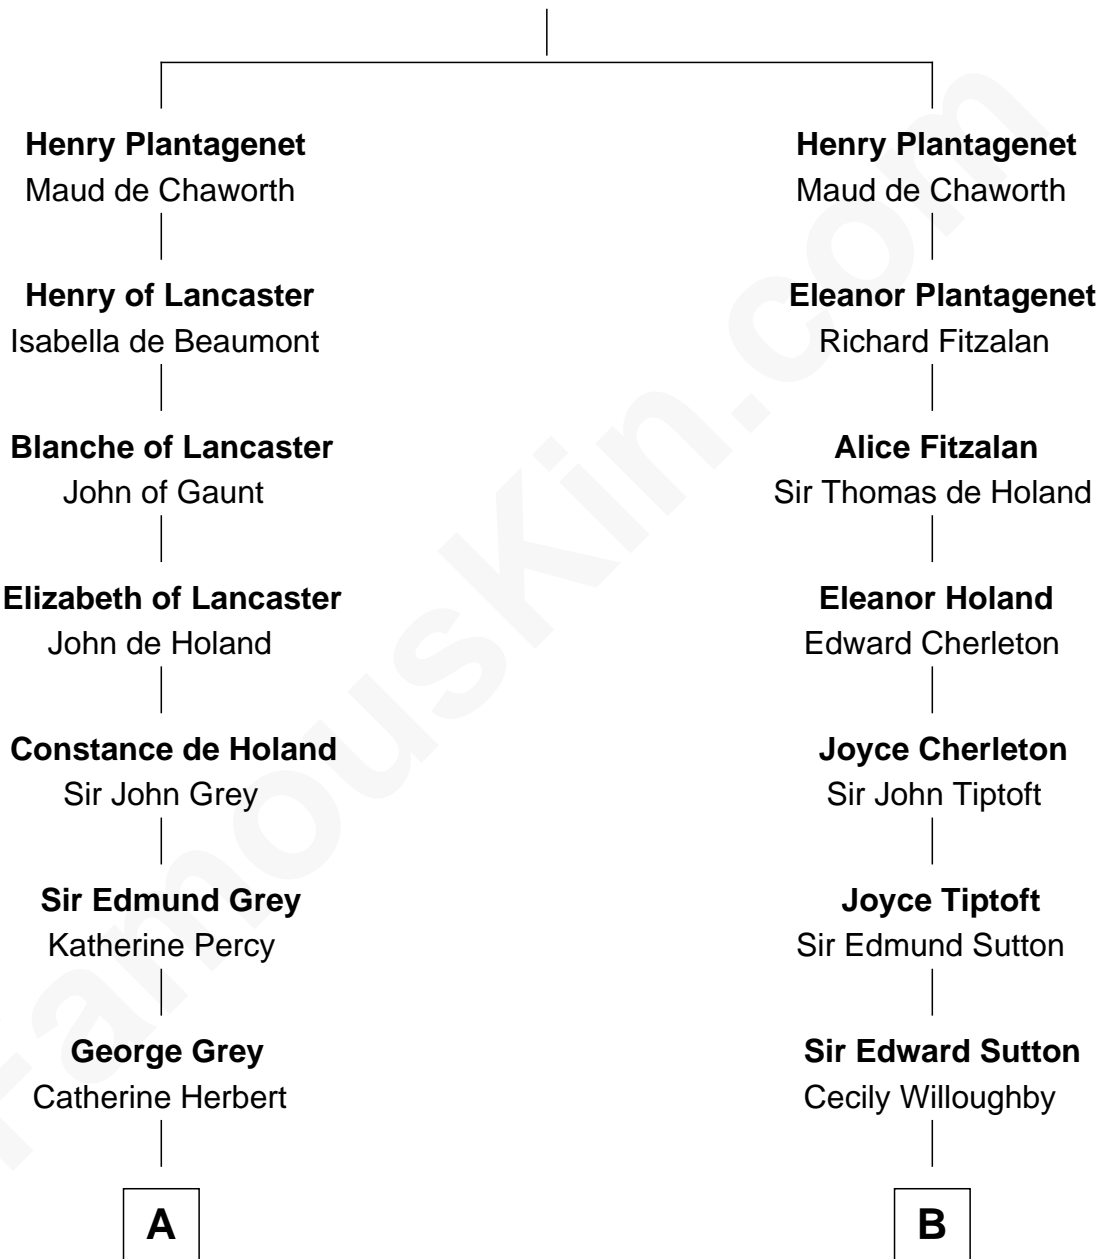 Henry Plantagenet
Maud de Chaworth
Henry of Lancaster
Isabella de Beaumont
Blanche of Lancaster
John of Gaunt
Elizabeth of Lancaster
John de Holand
Constance de Holand
Sir John Grey
Sir Edmund Grey
Katherine Percy
George Grey
Catherine Herbert
A
Henry Plantagenet
Maud de Chaworth
Eleanor Plantagenet
Richard Fitzalan
Alice Fitzalan
Sir Thomas de Holand
Eleanor Holand
Edward Cherleton
Joyce Cherleton
Sir John Tiptoft
Joyce Tiptoft
Sir Edmund Sutton
Sir Edward Sutton
Cecily Willoughby
B
FamousKin.com